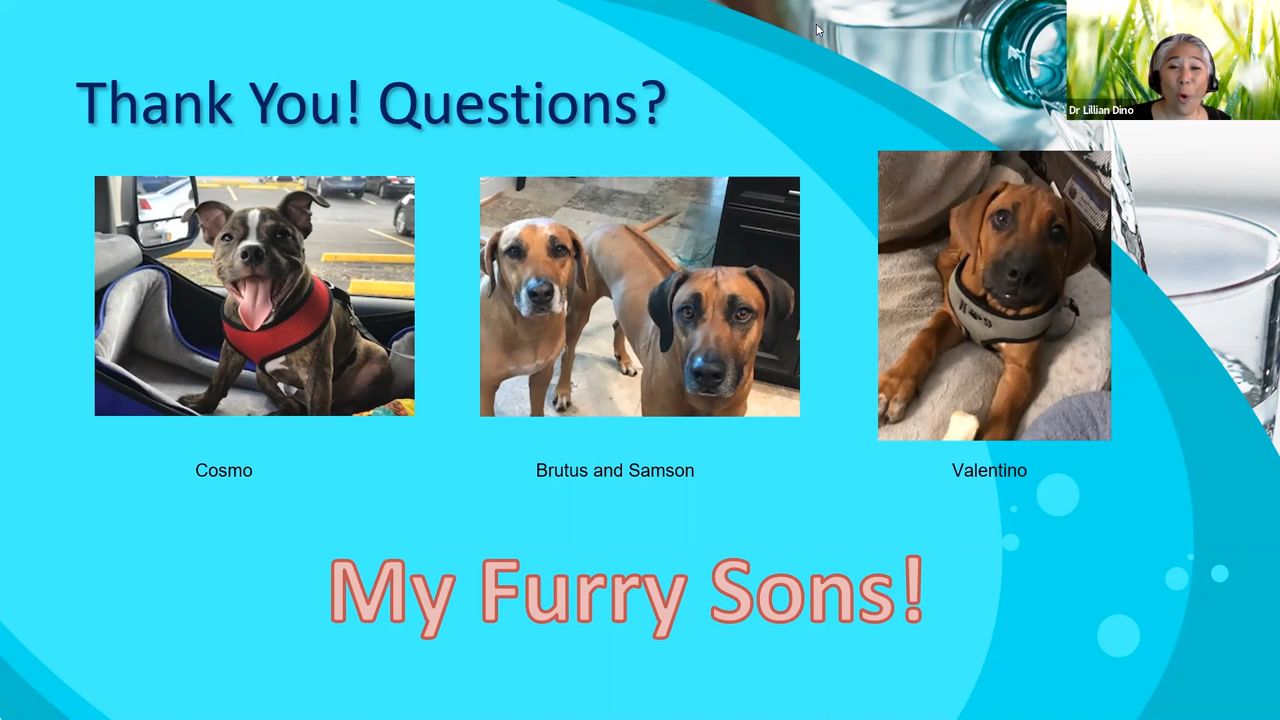 Thank You! Questions?
Dr Lillian Dino
Cosmo
Brutus and Samson
Valentino
My Furry Sons!